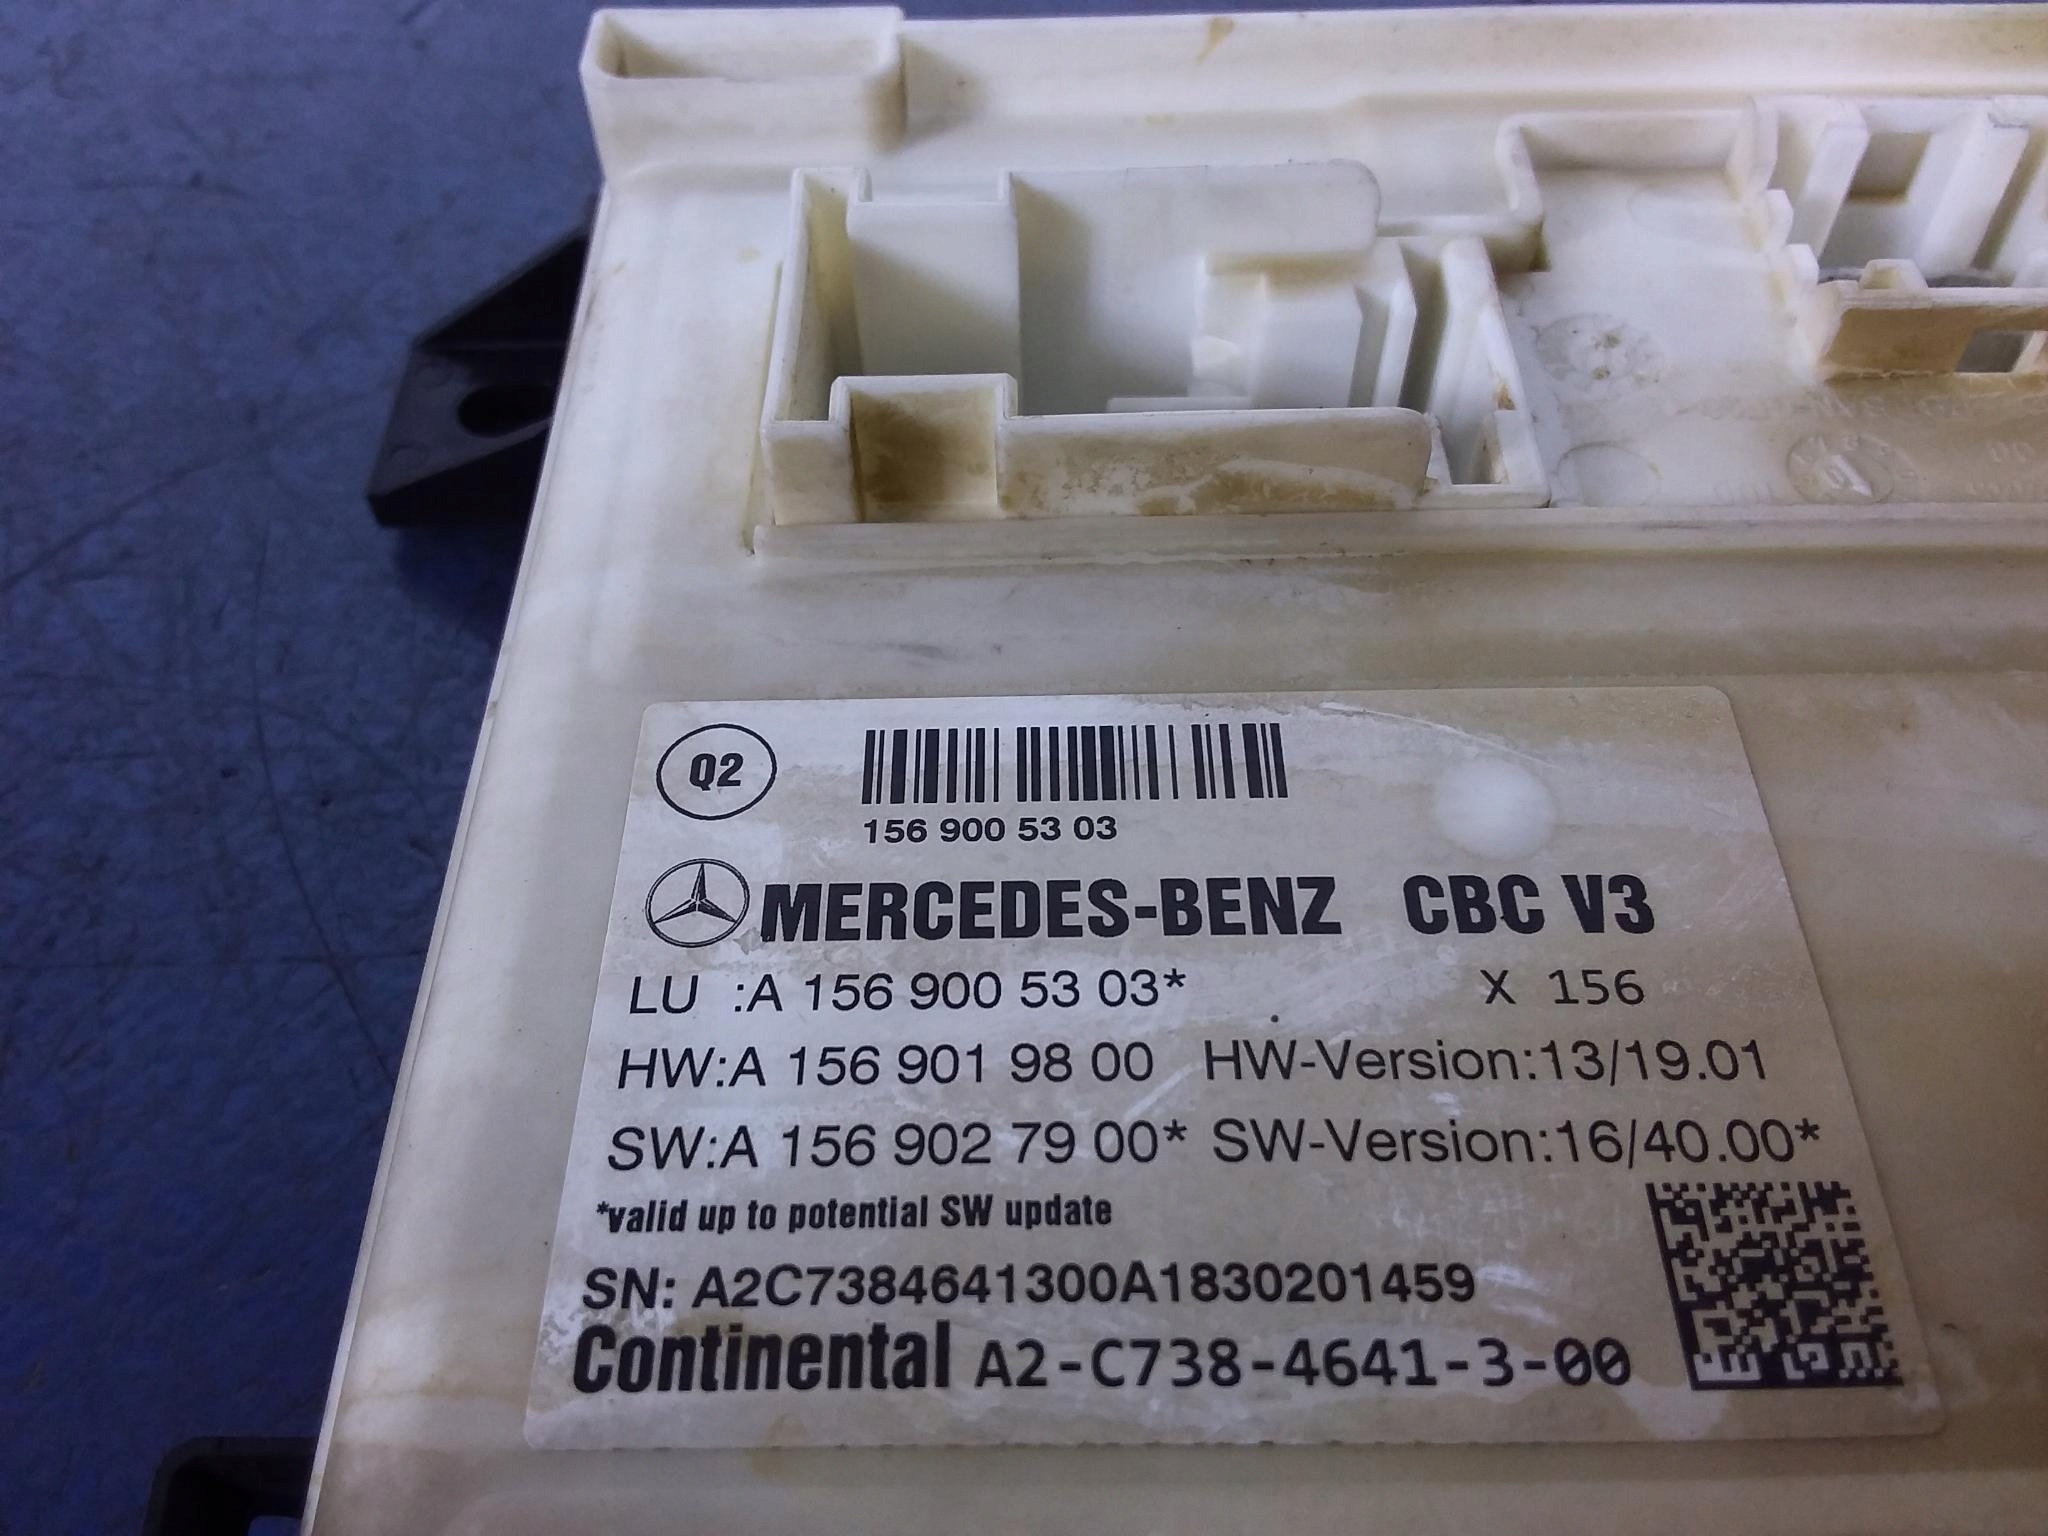 Q2
156 900 53 03
MERCEDES-BENZ CBC V3
LU :A 156 900 53 03* X 156
HW:A 156 901 98 00 HW-Version:13/19.01
SW:A 156 902 79 00* SW-Version:16/40.00*
*valid up to potential SW update
SN: A2C7384641300A1830201459
Continental A2-C738-4641-3-00